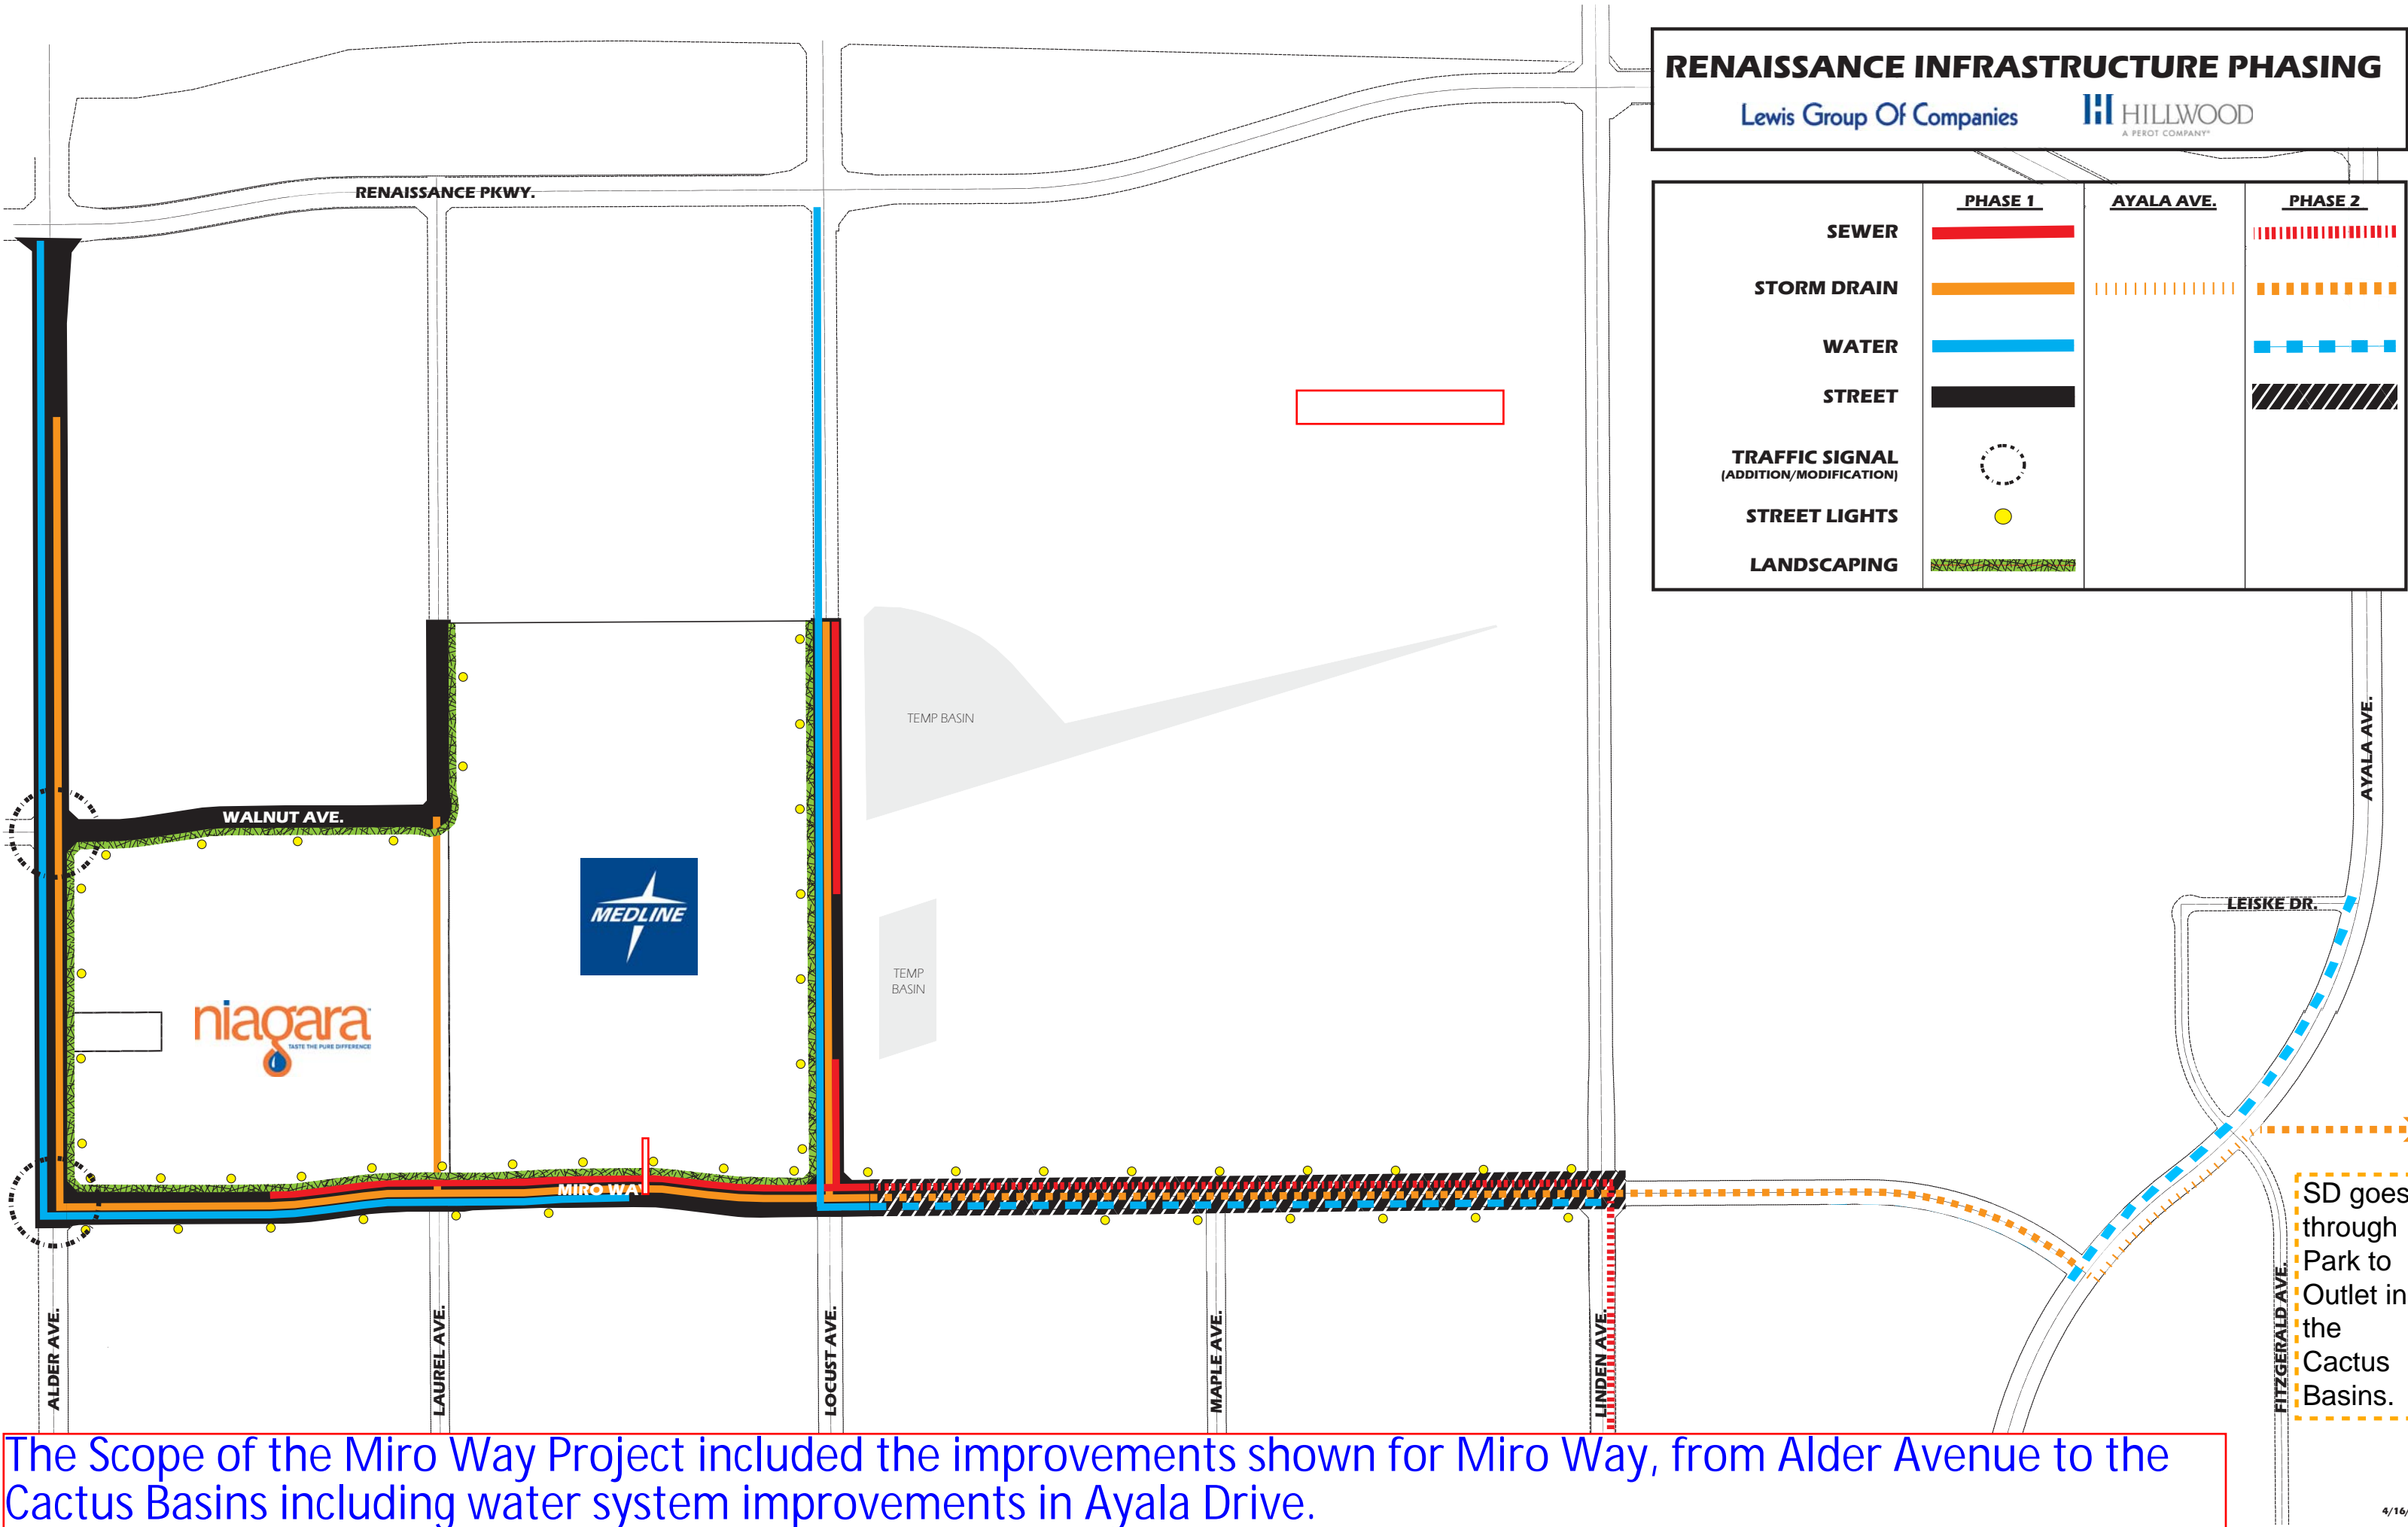 RENAISSANCE INFRASTRUCTURE PHASING
Lewis Group Of Companies
HILLWOOD
A PEROT COMPANY®
PHASE 1
AYALA AVE.
PHASE 2
SEWER
STORM DRAIN
WATER
STREET
TRAFFIC SIGNAL
(ADDITION/MODIFICATION)
STREET LIGHTS
LANDSCAPING
RENAISSANCE PKWY.
TEMP BASIN
AYALA AVE.
WALNUT AVE.
MEDLINE
LEISKE DR.
TEMP
BASIN
niagara
TASTE THE PURE DIFFERENCE
MIRO WA
SD goes
through
Park to
Outlet in
the
Cactus
Basins.
ALDER AVE.
LAUREL AVE.
LOCUST AVE.
MAPLE AVE.
LINDEN AVE.
FITZGERALD AVE.
The Scope of the Miro Way Project included the improvements shown for Miro Way, from Alder Avenue to the
Cactus Basins including water system improvements in Ayala Drive.
4/16/